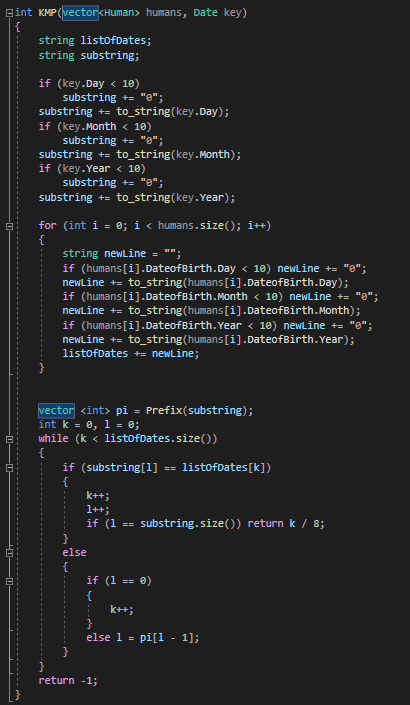 int KMP(vector<Human> humans, Date key)
{
    string listOfDates;
    string substring;

    if (key.Day < 10)
        substring += "0";
    substring += to_string(key.Day);
    if (key.Month < 10)
        substring += "0";
    substring += to_string(key.Month);
    if (key.Year < 10)
        substring += "0";
    substring += to_string(key.Year);

    for (int i = 0; i < humans.size(); i++)
    {
        string newLine = "";
        if (humans[i].DateofBirth.Day < 10) newLine += "0";
        newLine += to_string(humans[i].DateofBirth.Day);
        if (humans[i].DateofBirth.Month < 10) newLine += "0";
        newLine += to_string(humans[i].DateofBirth.Month);
        if (humans[i].DateofBirth.Year < 10) newLine += "0";
        newLine += to_string(humans[i].DateofBirth.Year);
        listOfDates += newLine;
    }


    vector <int> pi = Prefix(substring);
    int k = 0, l = 0;
    while (k < listOfDates.size())
    {
        if (substring[l] == listOfDates[k])
        {
            k++;
            l++;
            if (l == substring.size()) return k / 8;
        }
        else
        {
            if (l == 0)
            {
                k++;
            }
            else l = pi[l - 1];
        }
    }
    return -1;
}